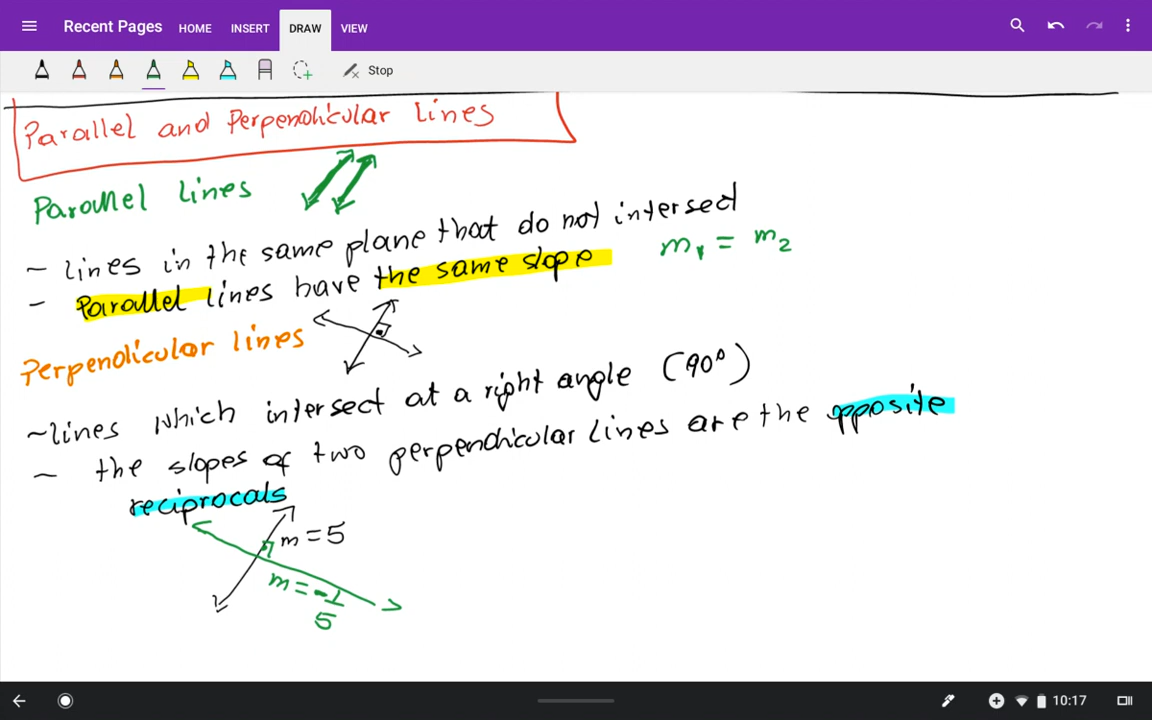 Recent Pages HOME INSERT DRAW VIEW
Stop
Parallel and Perpendicular Lines
Parallel Lines
- Lines in the same plane that do not intersect
- Parallel Lines have the same slope
m1 = m2
Perpendicular lines
~lines which intersect at a right angle (90°)
~ the slopes of two perpendicular lines are the opposite
reciprocals
m = 5
m = -1/5
10:17